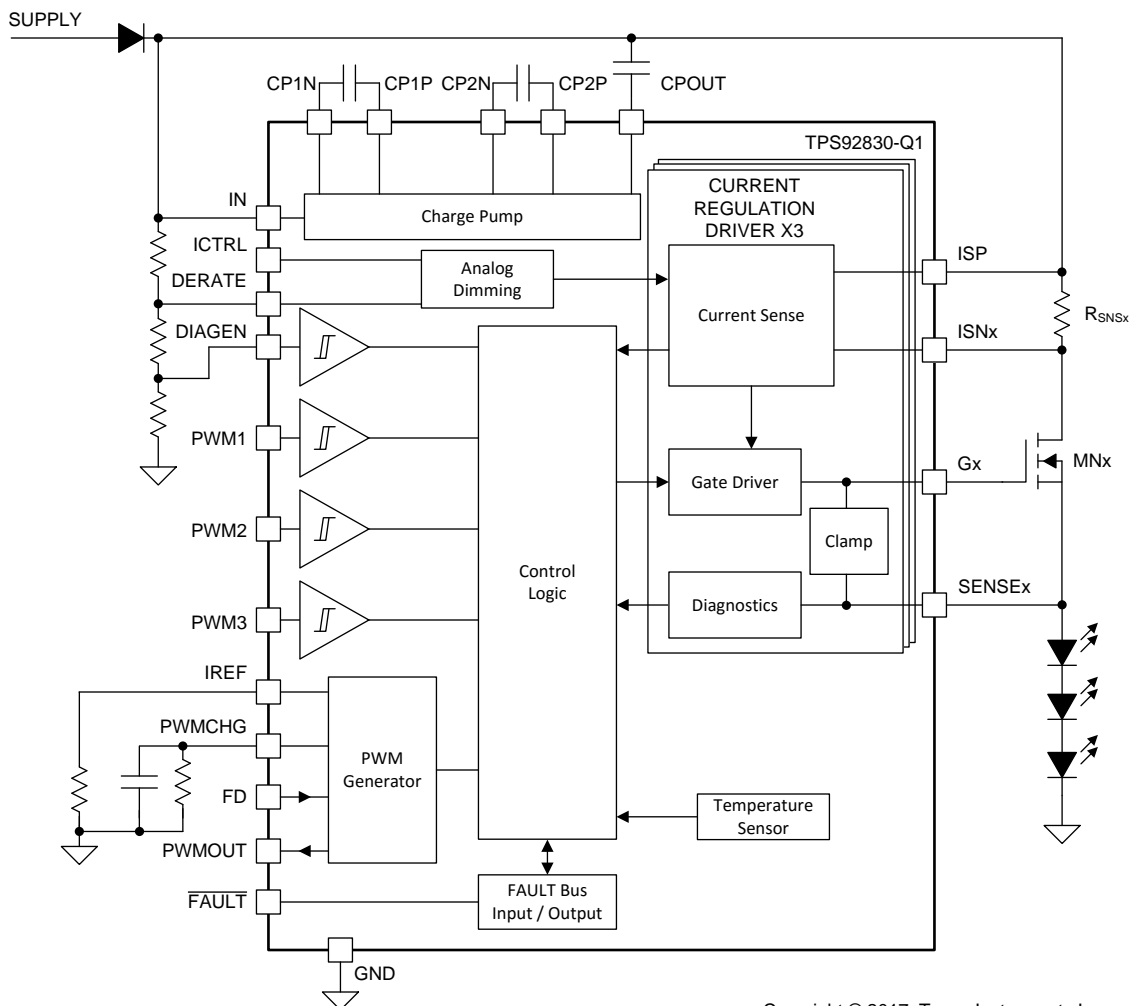 SUPPLY
CP1N
CP1P
CP2N
CP2P
CPOUT
TPS92830-Q1
IN
Charge Pump
CURRENT
REGULATION
DRIVER X3
ICTRL
DERATE
Analog
Dimming
DIAGEN
Current Sense
ISP
RSNSx
ISNx
PWM1
Gate Driver
Gx
MNx
PWM2
Clamp
Control
Logic
PWM3
Diagnostics
SENSEx
IREF
PWMCHG
PWM
Generator
FD
PWMOUT
Temperature
Sensor
FAULT
FAULT Bus
Input / Output
GND